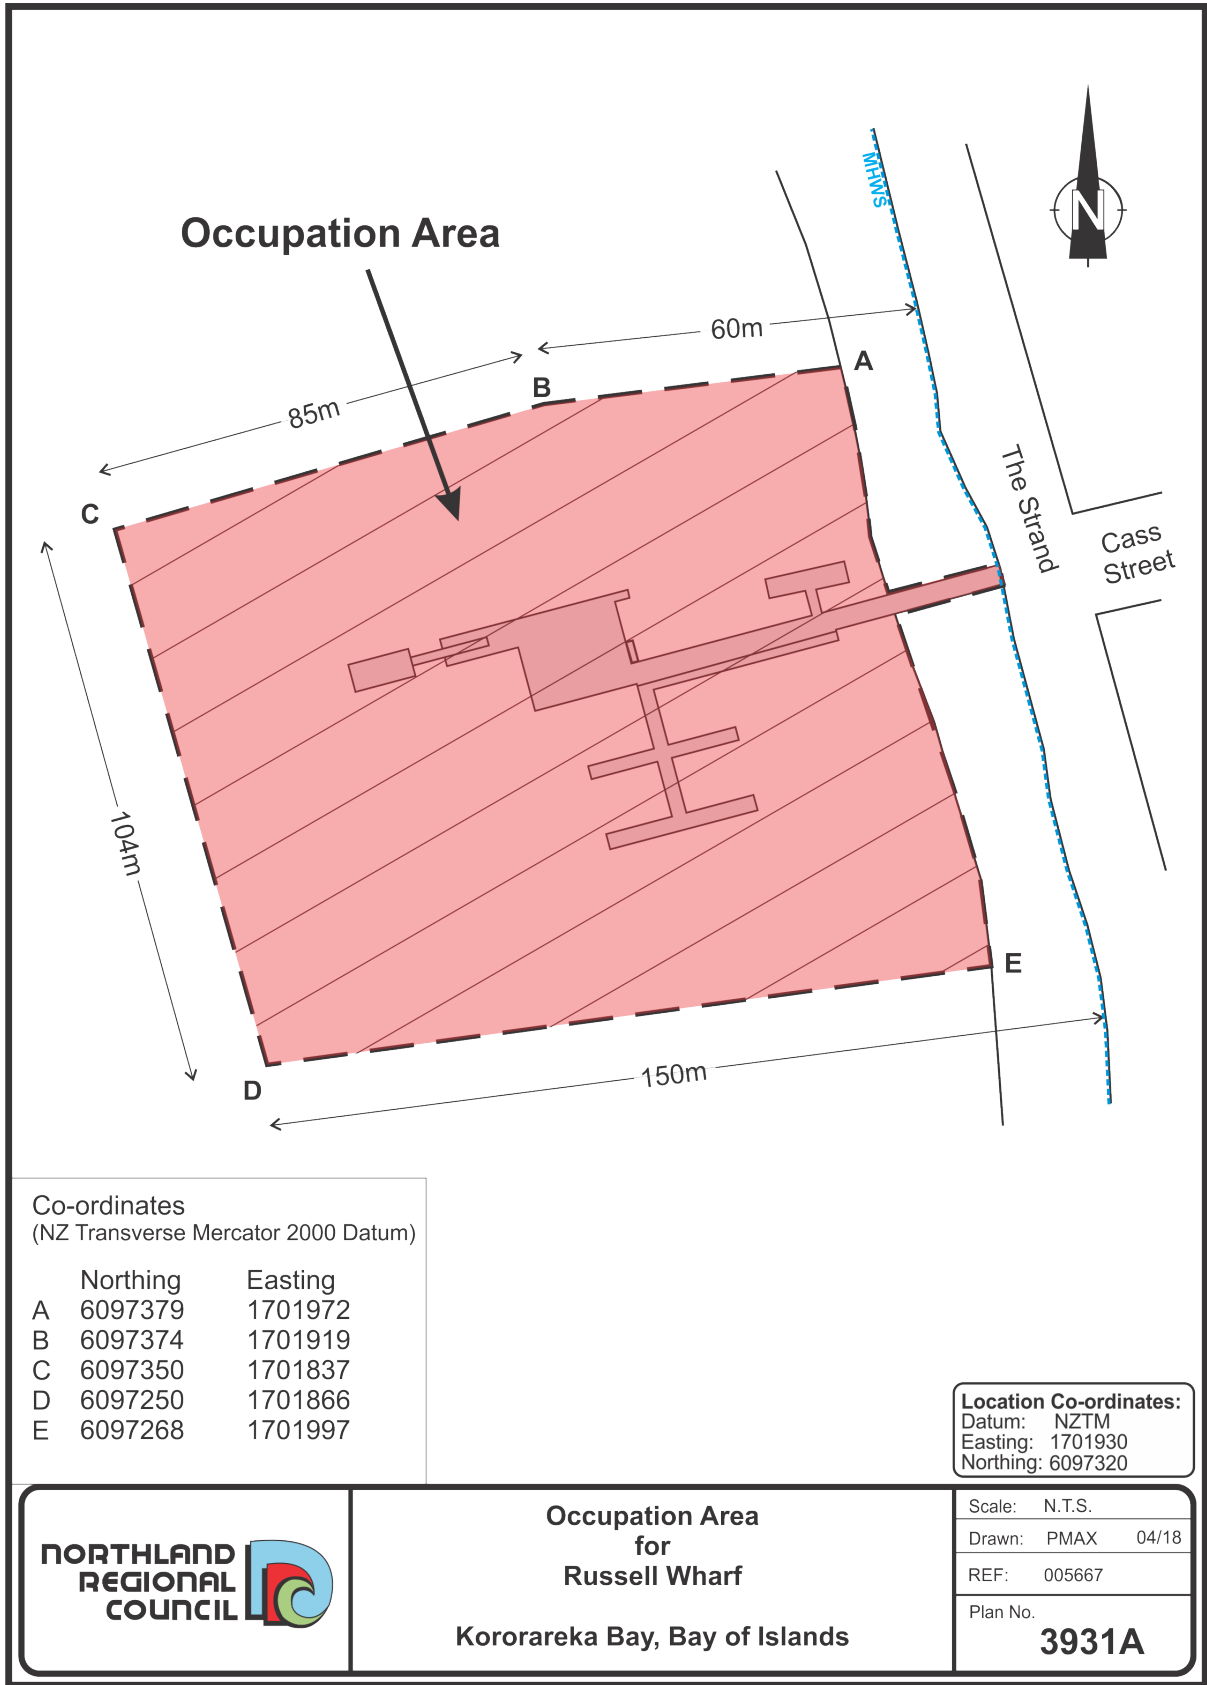 MHWS
N
Occupation Area
60m
A
B
85m
C
The Strand
Cass
Street
104m
E
150m
D
Co-ordinates
(NZ Transverse Mercator 2000 Datum)
Northing Easting
A 6097379 1701972
B 6097374 1701919
C 6097350 1701837
D 6097250 1701866
E 6097268 1701997
Location Co-ordinates:
Datum: NZTM
Easting: 1701930
Northing: 6097320
NORTHLAND
REGIONAL
COUNCIL
Occupation Area
for
Russell Wharf
Kororareka Bay, Bay of Islands
Scale: N.T.S.
Drawn: PMAX 04/18
REF: 005667
Plan No.
3931A